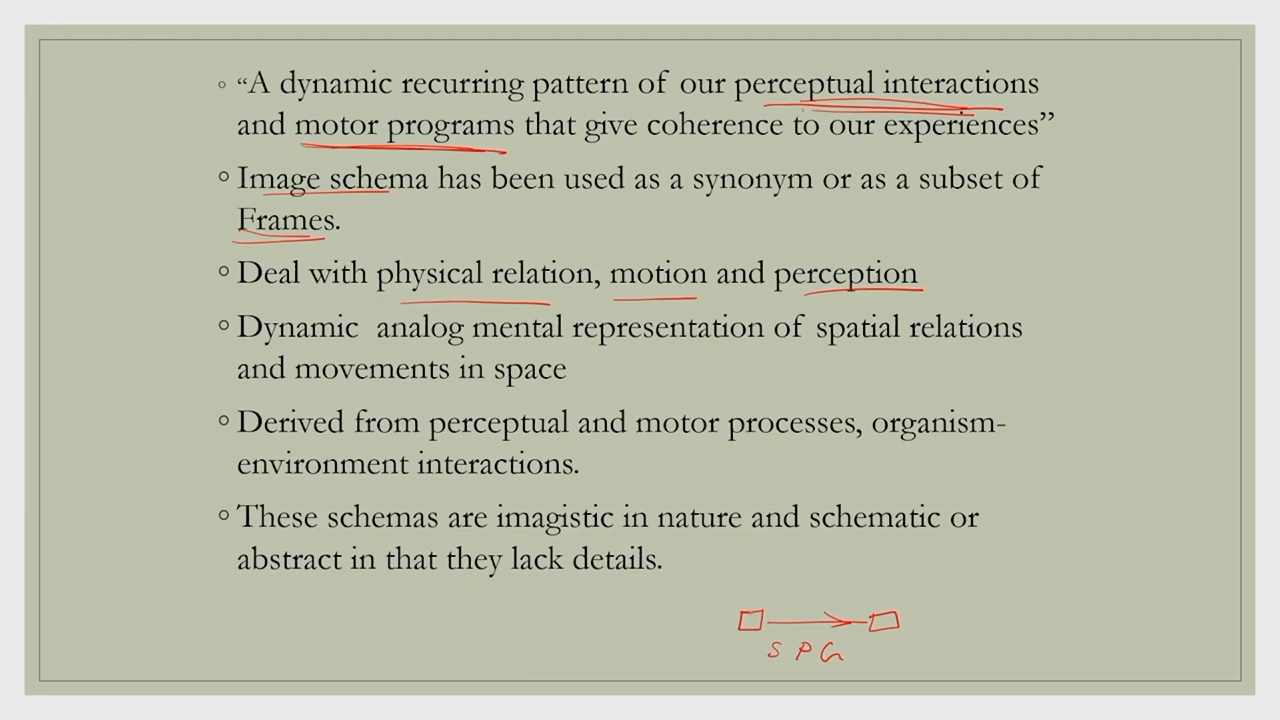 ◦ “A dynamic recurring pattern of our perceptual interactions
and motor programs that give coherence to our experiences”
◦ Image schema has been used as a synonym or as a subset of
Frames.
◦ Deal with physical relation, motion and perception
◦ Dynamic analog mental representation of spatial relations
and movements in space
◦ Derived from perceptual and motor processes, organism-
environment interactions.
◦ These schemas are imagistic in nature and schematic or
abstract in that they lack details.
S P G